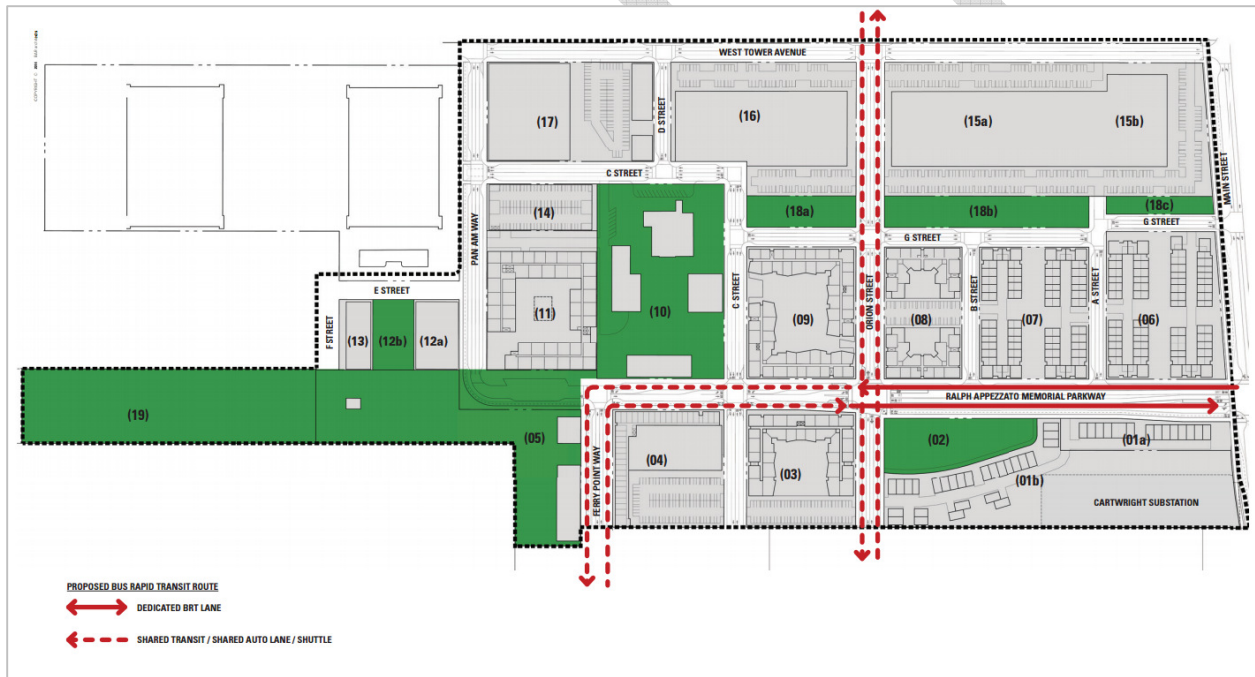 WEST TOWER AVENUE
(17)
D STREET
(16)
(15a)
(15b)
MAIN STREET
C STREET
(14)
(18a)
(18b)
(18c)
G STREET
G STREET
PAN AM WAY
E STREET
F STREET
(13)
(12b)
(12a)
(11)
(10)
C STREET
(09)
ORION STREET
(08)
B STREET
(07)
A STREET
(06)
RALPH APPEZZATO MEMORIAL PARKWAY
(19)
(05)
FERRY POINT WAY
(04)
(03)
(02)
(01a)
(01b)
CARTWRIGHT SUBSTATION
PROPOSED BUS RAPID TRANSIT ROUTE
DEDICATED BRT LANE
SHARED TRANSIT / SHARED AUTO LANE / SHUTTLE